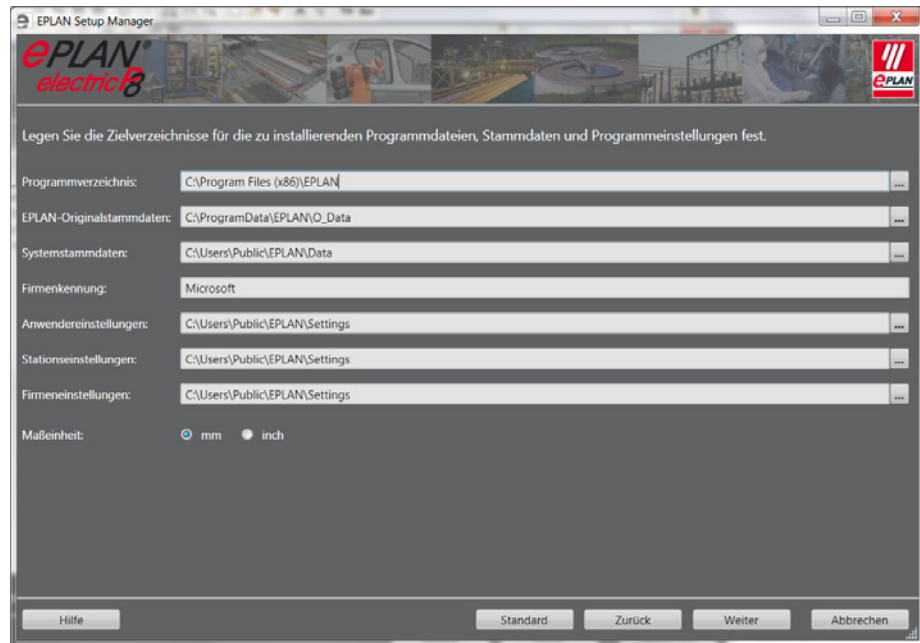 EPLAN Setup Manager
ePLAN®
electric P8
ePLAN
Legen Sie die Zielverzeichnisse für die zu installierenden Programmdateien, Stammdaten und Programmeinstellungen fest.
Programmverzeichnis: C:\Program Files (x86)\EPLAN ...
EPLAN-Originalstammdaten: C:\ProgramData\EPLAN\O_Data ...
Systemstammdaten: C:\Users\Public\EPLAN\Data ...
Firmenkennung: Microsoft
Anwendereinstellungen: C:\Users\Public\EPLAN\Settings ...
Stationseinstellungen: C:\Users\Public\EPLAN\Settings ...
Firmeneinstellungen: C:\Users\Public\EPLAN\Settings ...
Maßeinheit: mm inch
Hilfe Standard Zurück Weiter Abbrechen